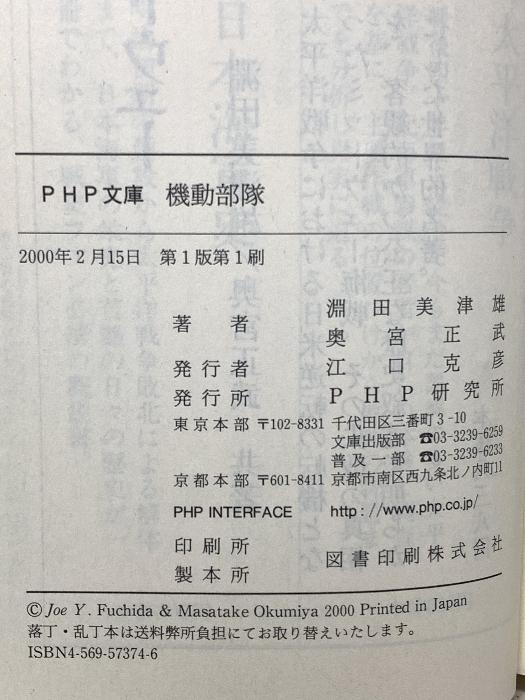 PHP文庫 機動部隊
2000年2月15日 第1版第1刷
著者 淵田美津雄
奥宮正武
発行者 江口克彦
発行所 PHP研究所
東京本部 〒102-8331 千代田区三番町3-10
文庫出版部 ☎03-3239-6259
普及一部 ☎03-3239-6233
京都本部 〒601-8411 京都市南区西九条北ノ内町11
PHP INTERFACE http://www.php.co.jp/
印刷所
製本所 図書印刷株式会社
© Joe Y. Fuchida & Masatake Okumiya 2000 Printed in Japan
落丁・乱丁本は送料弊所負担にてお取り替えいたします。
ISBN4-569-57374-6